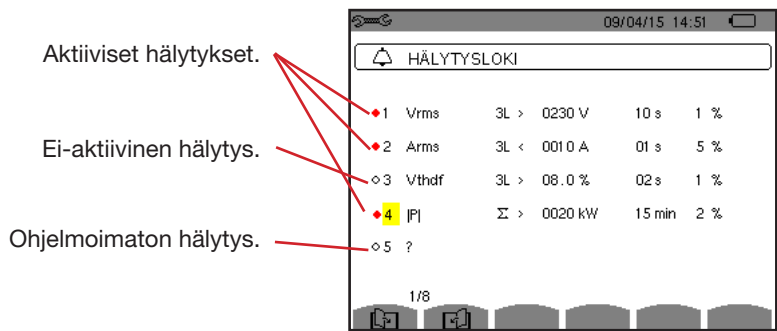 09/04/15 14:51
HÄLYTYSLOKI
Aktiiviset hälytykset.
1 Vrms 3L > 0230 V 10 s 1 %
2 Arms 3L < 0010 A 01 s 5 %
Ei-aktiivinen hälytys.
3 Vthdf 3L > 08.0 % 02 s 1 %
4 |P| Σ > 0020 kW 15 min 2 %
Ohjelmoimaton hälytys.
5 ?
1/8